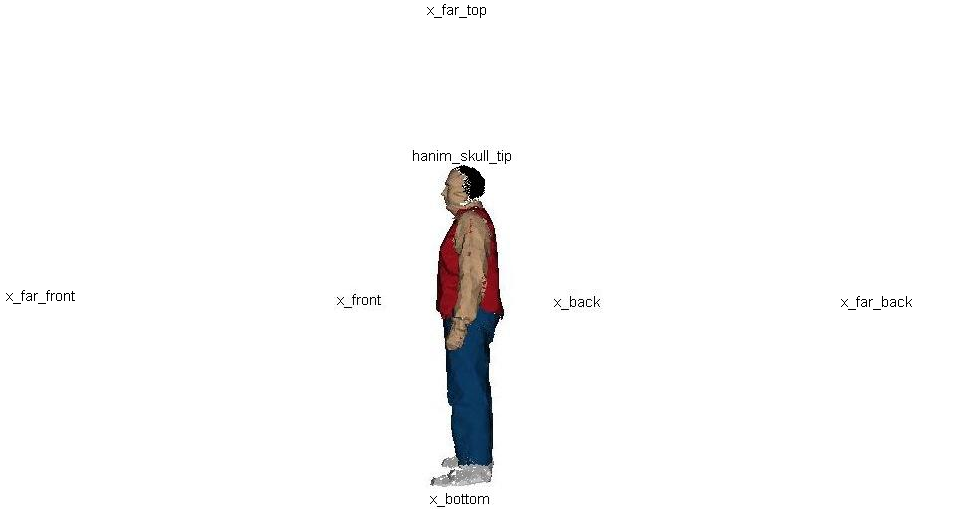 x_far_top
hanim_skull_tip
x_far_front
x_front
x_back
x_far_back
x_bottom